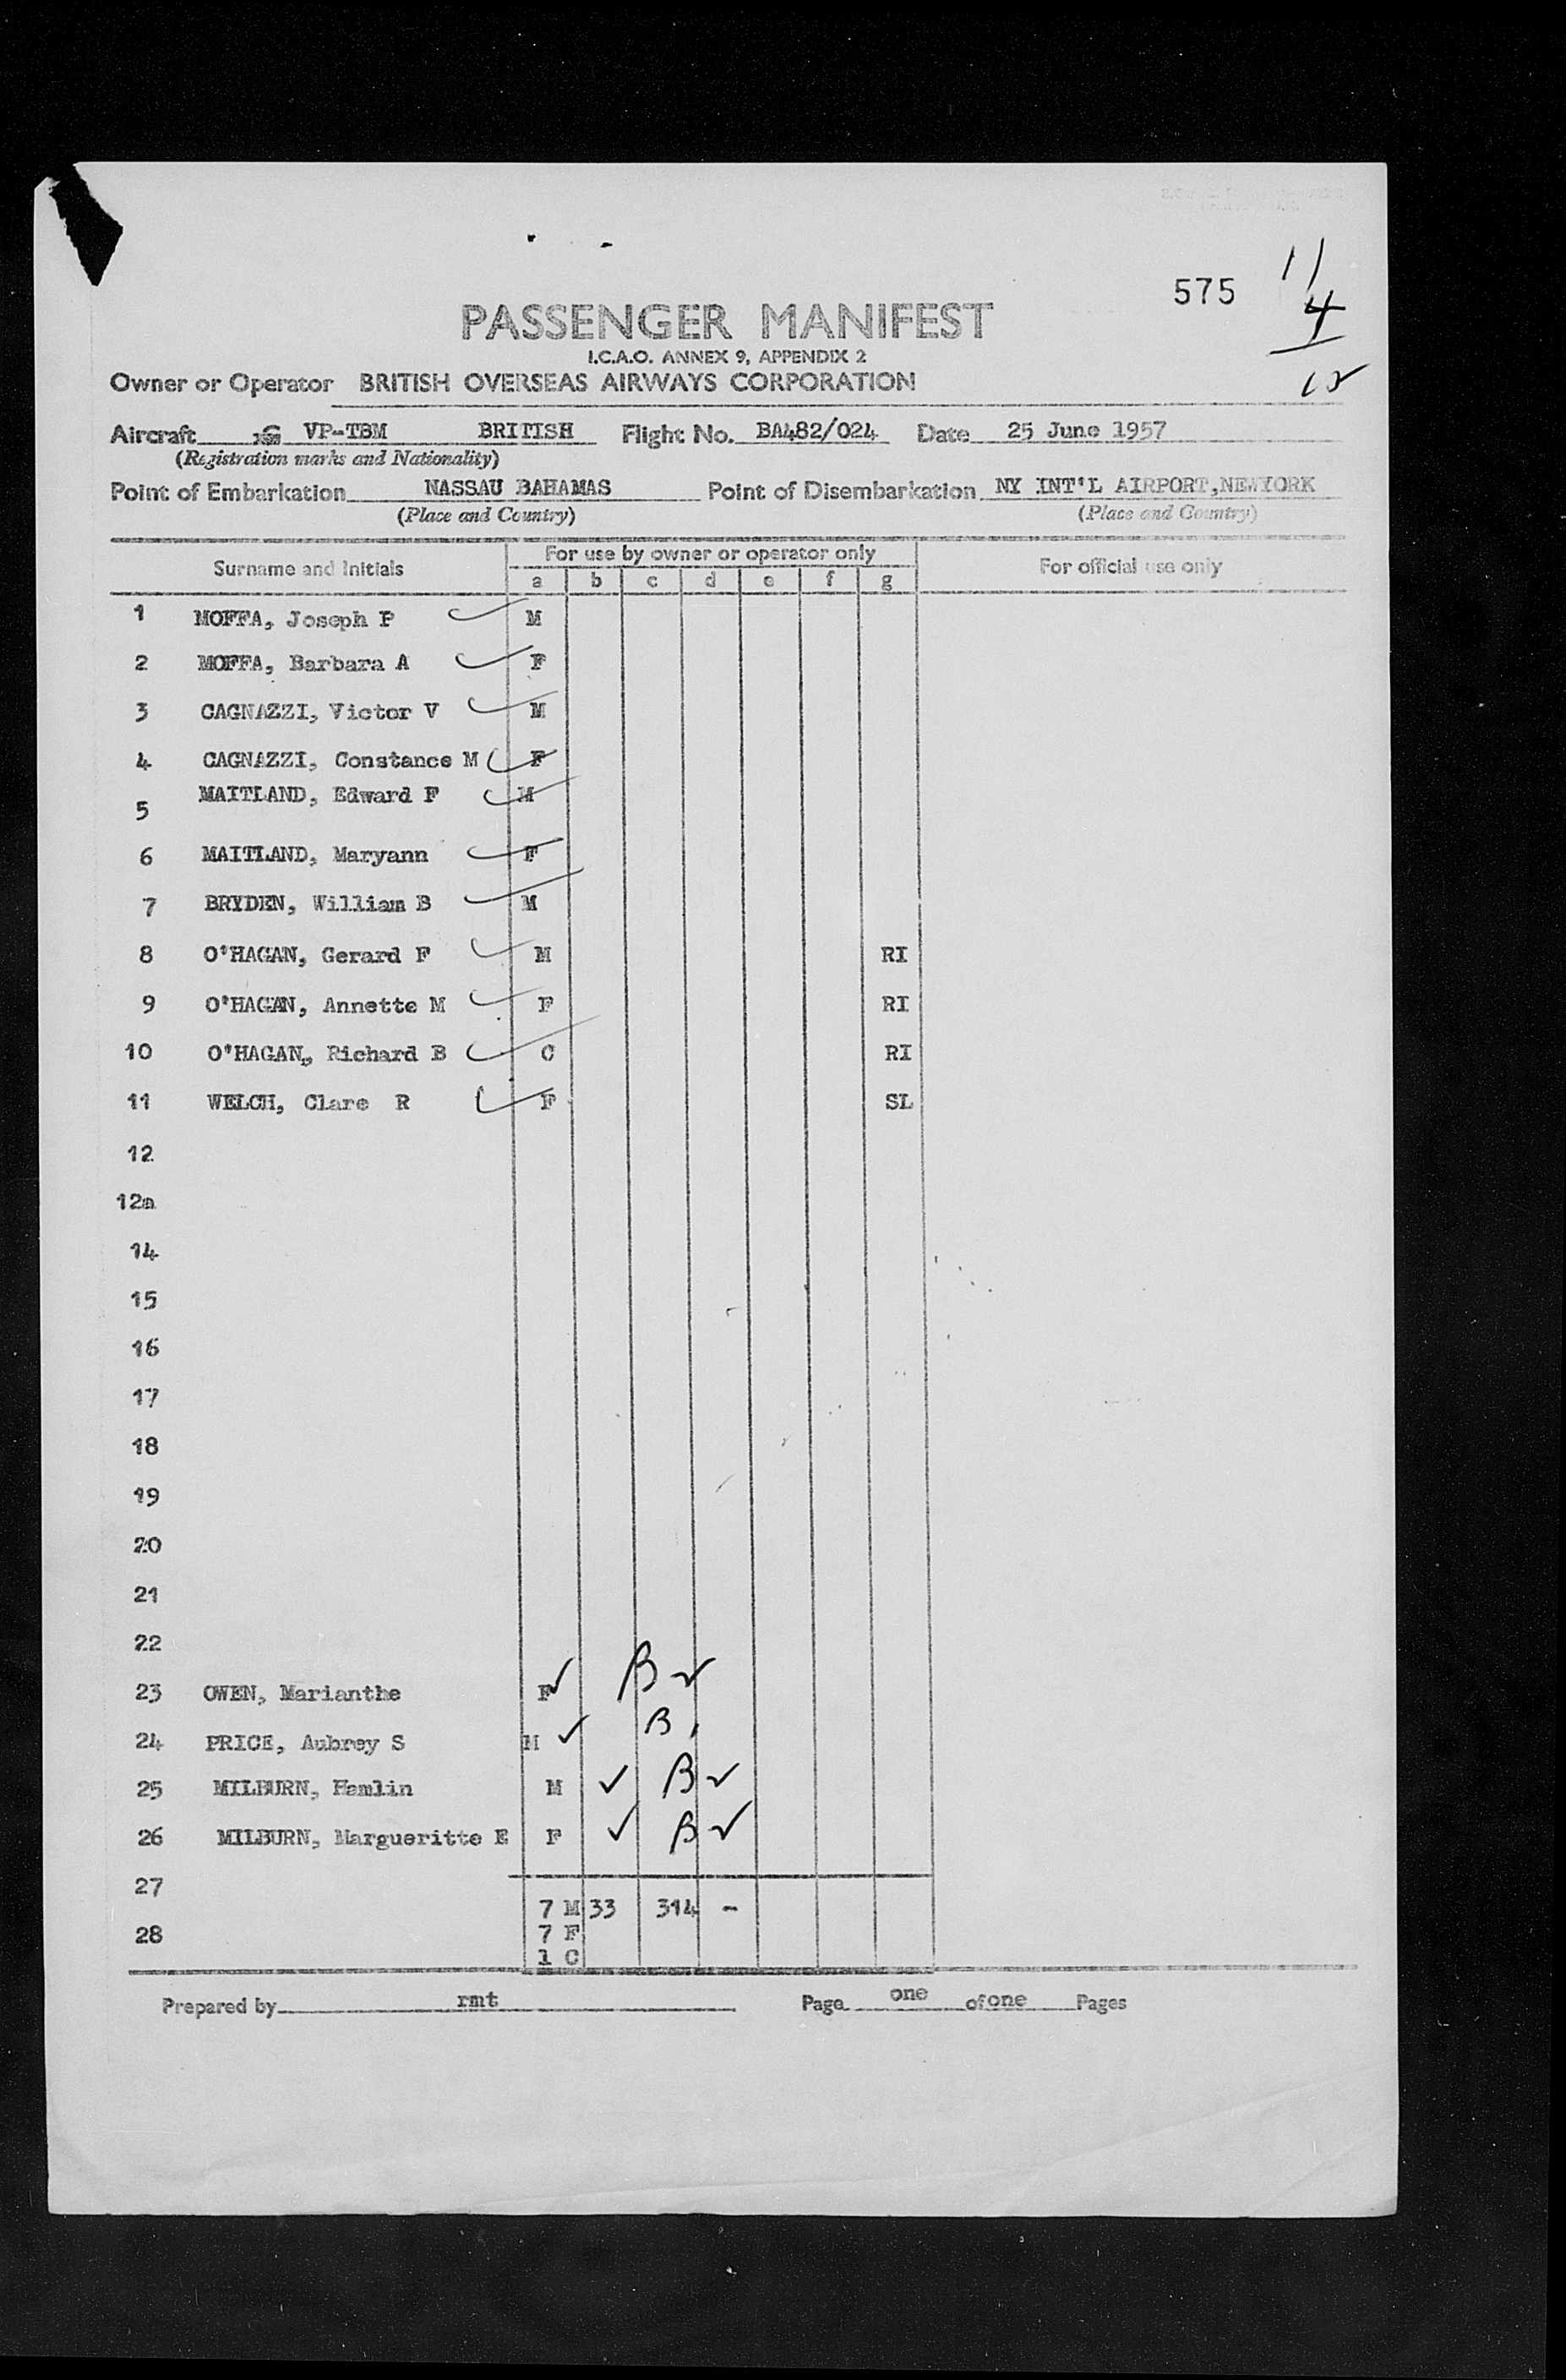 575
11
4
15
PASSENGER MANIFEST
I.C.A.O. ANNEX 9, APPENDIX 2
Owner or Operator BRITISH OVERSEAS AIRWAYS CORPORATION
Aircraft G VP-TBM BRITISH Flight No. BA482/024 Date 25 June 1957
(Registration marks and Nationality)
Point of Embarkation NASSAU BAHAMAS Point of Disembarkation NY INT'L AIRPORT,NEWYORK
(Place and Country) (Place and Country)
Surname and Initials For use by owner or operator only For official use only
a b c d e f g
1 MOFFA, Joseph P M
2 MOFFA, Barbara A F
3 CAGNAZZI, Victor V M
4 CAGNAZZI, Constance M F
5 MAITLAND, Edward F M
6 MAITLAND, Maryann F
7 BRYDEN, William B M
8 O'HAGAN, Gerard F M RI
9 O'HAGAN, Annette M F RI
10 O'HAGAN, Richard B C RI
11 WELCH, Clare R F SL
12
12a
14
15
16
17
18
19
20
21
22
23 OWEN, Marianthe F B
24 PRICE, Aubrey S M B
25 MILBURN, Hamlin M B
26 MILBURN, Margueritte E F B
27
7 M 33 314 -
28 7 F
1 C
Prepared by rmt Page one of one Pages